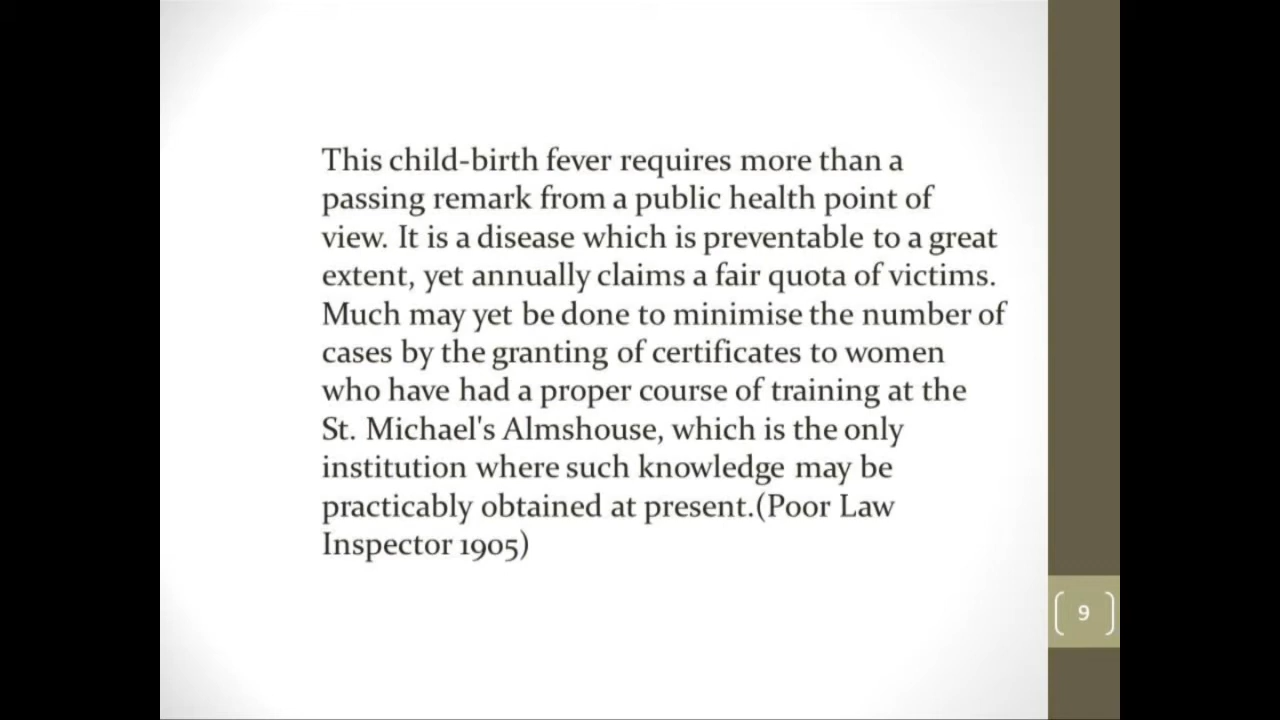 This child-birth fever requires more than a
passing remark from a public health point of
view. It is a disease which is preventable to a great
extent, yet annually claims a fair quota of victims.
Much may yet be done to minimise the number of
cases by the granting of certificates to women
who have had a proper course of training at the
St. Michael's Almshouse, which is the only
institution where such knowledge may be
practicably obtained at present.(Poor Law
Inspector 1905)
9